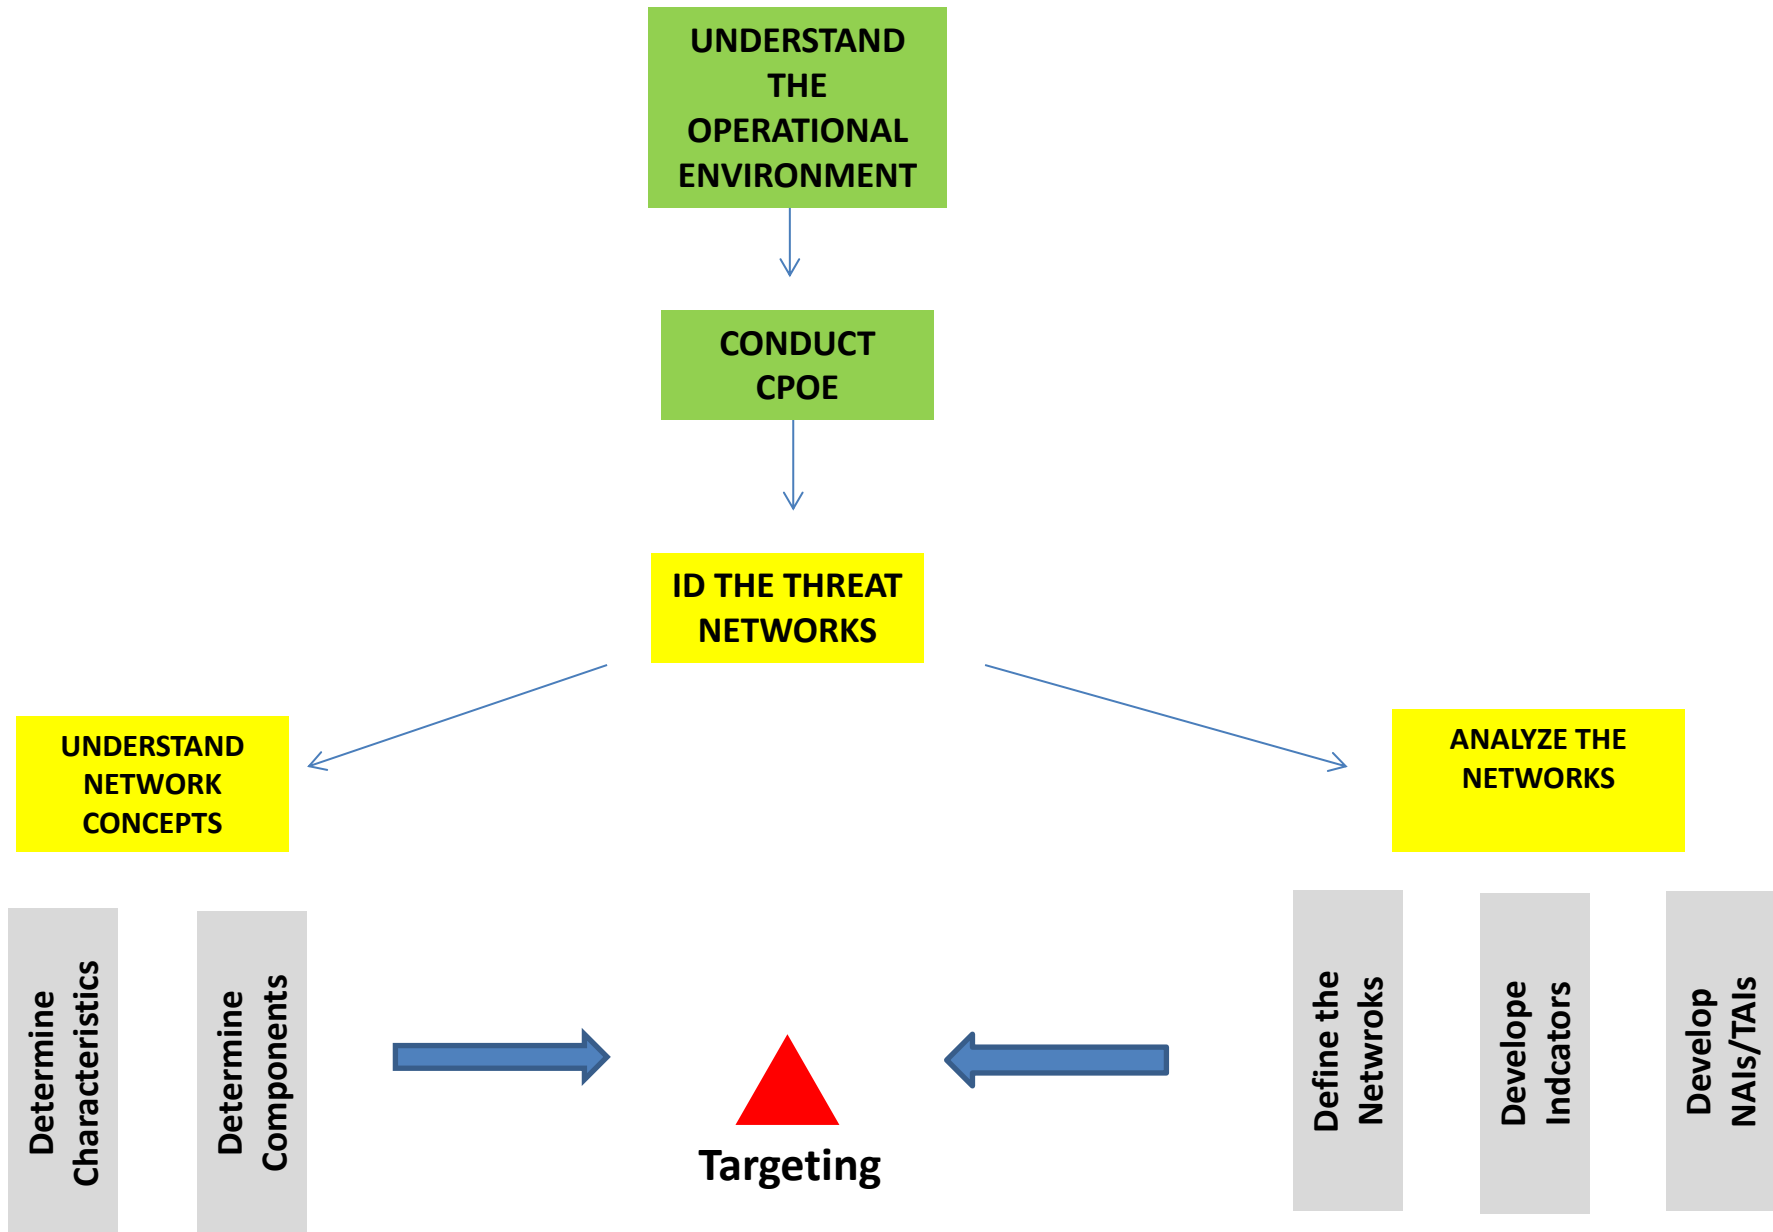 UNDERSTAND
THE
OPERATIONAL
ENVIRONMENT
CONDUCT
CPOE
ID THE THREAT
NETWORKS
UNDERSTAND
NETWORK
CONCEPTS
ANALYZE THE
NETWORKS
Determine
Characteristics
Determine
Components
Targeting
Define the
Netwroks
Develope
Indcators
Develop
NAIs/TAIs